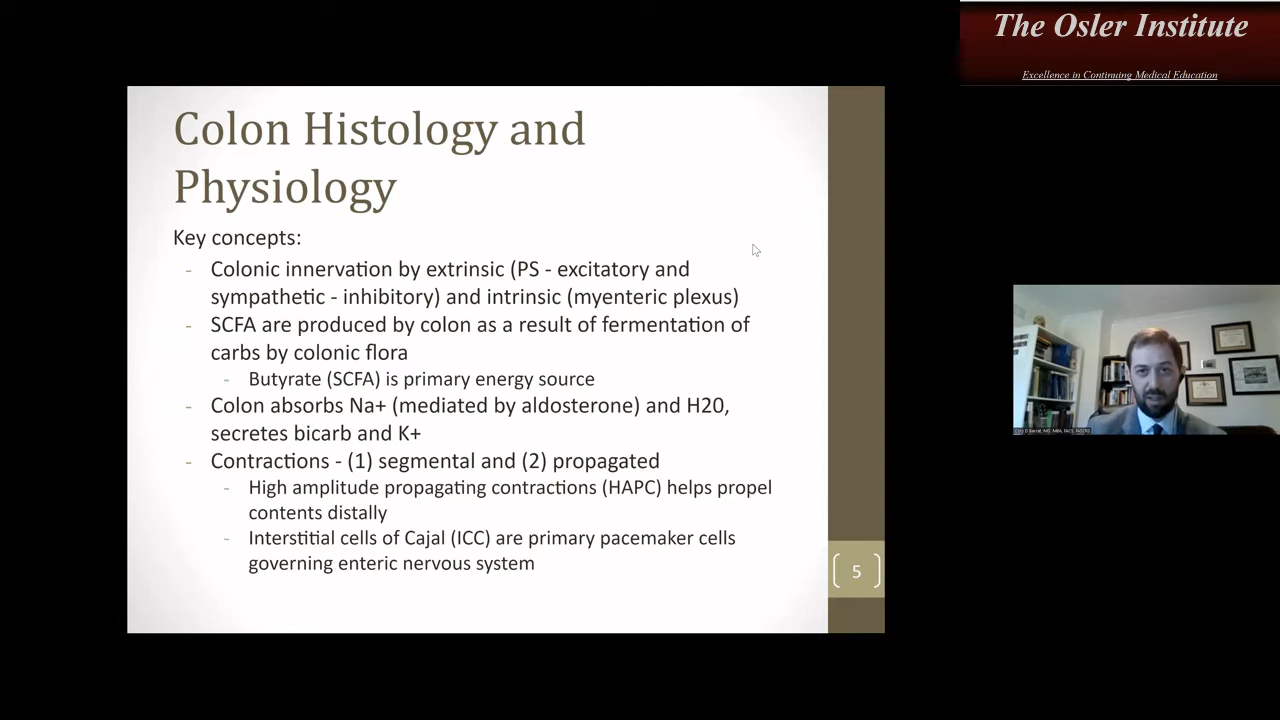 The Osler Institute
Excellence in Continuing Medical Education
Colon Histology and
Physiology
Key concepts:
- Colonic innervation by extrinsic (PS - excitatory and
sympathetic - inhibitory) and intrinsic (myenteric plexus)
- SCFA are produced by colon as a result of fermentation of
carbs by colonic flora
- Butyrate (SCFA) is primary energy source
- Colon absorbs Na+ (mediated by aldosterone) and H20,
secretes bicarb and K+
- Contractions - (1) segmental and (2) propagated
- High amplitude propagating contractions (HAPC) helps propel
contents distally
- Interstitial cells of Cajal (ICC) are primary pacemaker cells
governing enteric nervous system
5